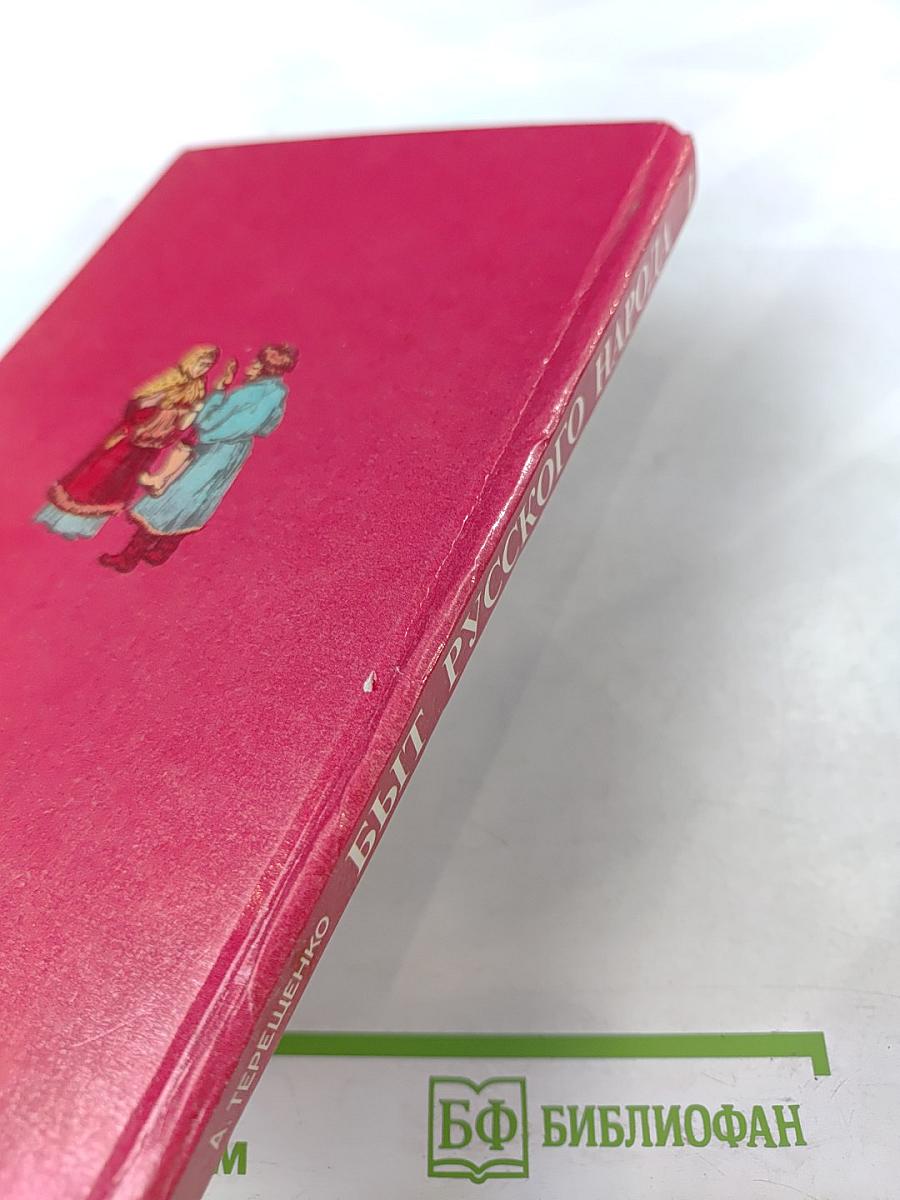 А. ТЕРЕЩЕНКО БЫТ РУССКОГО НАРОДА I
М
БФ БИБЛИОФАН